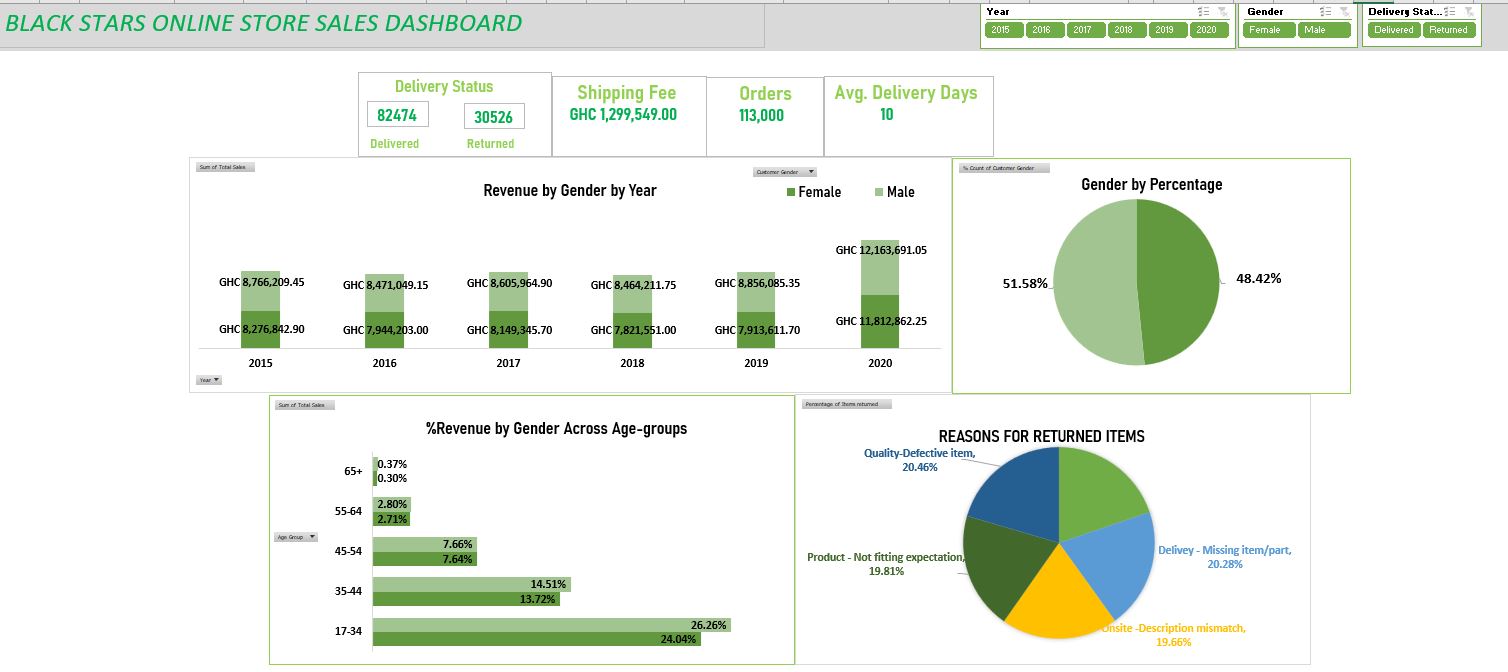 BLACK STARS ONLINE STORE SALES DASHBOARD
Year
2015 2016 2017 2018 2019 2020
Gender
Female Male
Delivery Stat...
Delivered Returned
Delivery Status
82474 30526
Delivered Returned
Shipping Fee
GHC 1,299,549.00
Orders
113,000
Avg. Delivery Days
10
Sum of Total Sales
Revenue by Gender by Year
Customer Gender
Female Male
GHC 8,766,209.45
GHC 8,276,842.90
2015
GHC 8,471,049.15
GHC 7,944,203.00
2016
GHC 8,605,964.90
GHC 8,149,345.70
2017
GHC 8,464,211.75
GHC 7,821,551.00
2018
GHC 8,856,085.35
GHC 7,913,611.70
2019
GHC 12,163,691.05
GHC 11,812,862.25
2020
Year
% Count of Customer Gender
Gender by Percentage
51.58%
48.42%
Sum of Total Sales
%Revenue by Gender Across Age-groups
65+
0.37%
0.30%
55-64
2.80%
2.71%
Age Group
45-54
7.66%
7.64%
35-44
14.51%
13.72%
17-34
26.26%
24.04%
Percentage of Items returned
REASONS FOR RETURNED ITEMS
Quality-Defective item,
20.46%
Product - Not fitting expectation,
19.81%
Delivey - Missing item/part,
20.28%
Onsite -Description mismatch,
19.66%